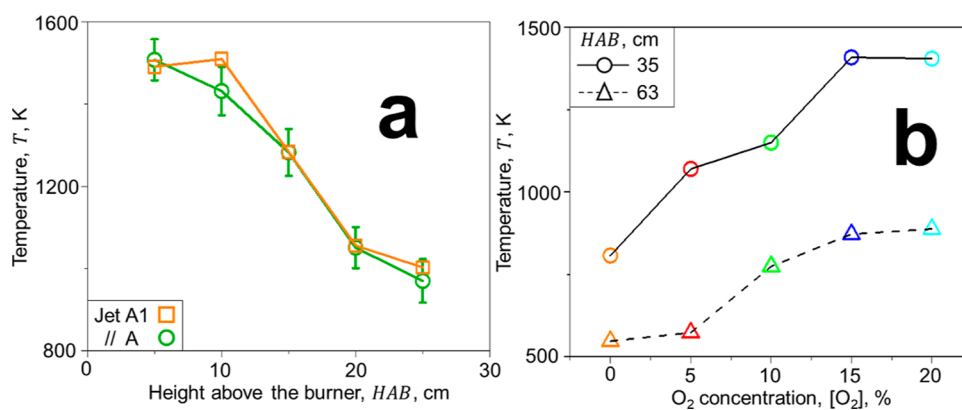 1600
1200
800
0
10
20
30
Temperature, T, K
Height above the burner, HAB, cm
a
Jet A1
// A
1500
1000
500
0
5
10
15
20
Temperature, T, K
O₂ concentration, [O₂], %
b
HAB, cm
35
63